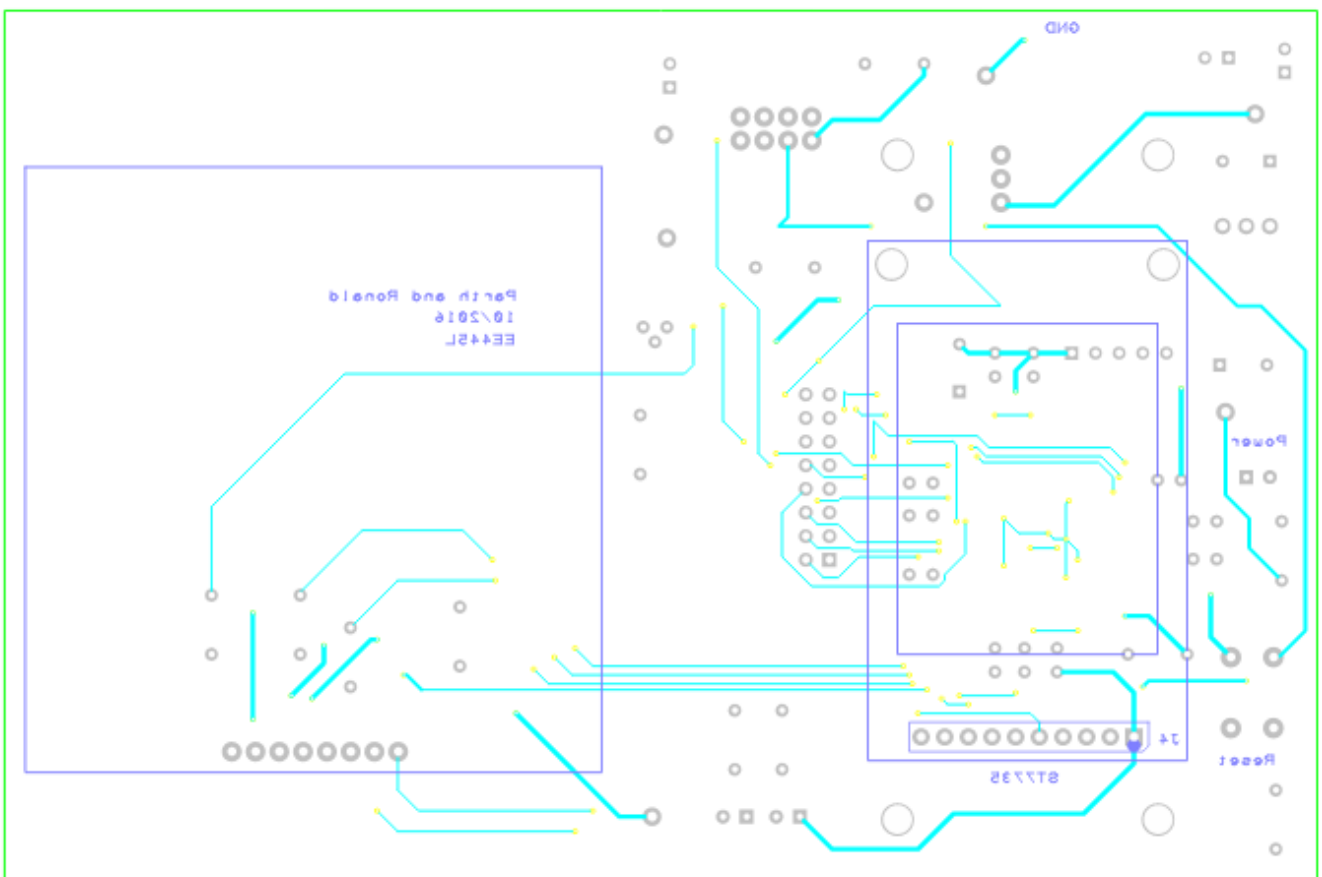 GND
Parth and Ronald
10/2016
EE445L
Power
J4
Reset
ST7735